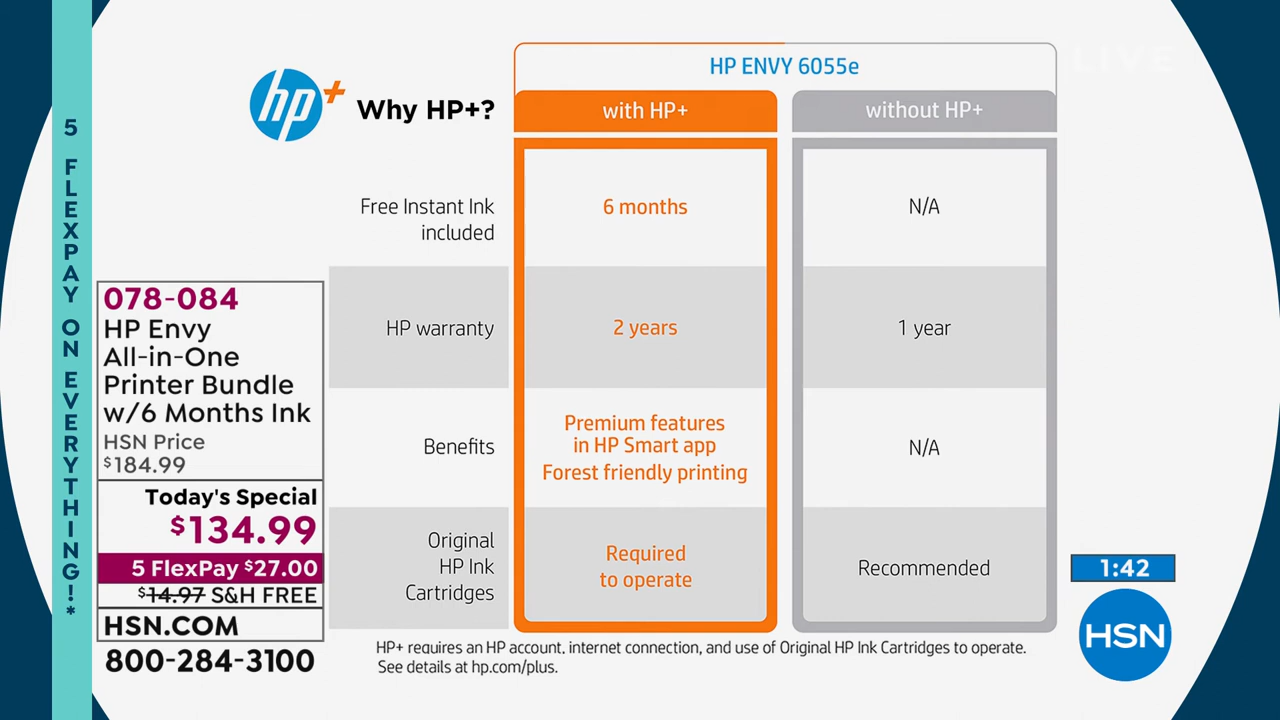 5 FLEXPAY ON EVERYTHING!*
LIVE
hp+
Why HP+?
HP ENVY 6055e
with HP+
without HP+
Free Instant Ink
included
6 months
N/A
HP warranty
2 years
1 year
Benefits
Premium features
in HP Smart app
Forest friendly printing
N/A
Original
HP Ink
Cartridges
Required
to operate
Recommended
HP+ requires an HP account, internet connection, and use of Original HP Ink Cartridges to operate.
See details at hp.com/plus.
078-084
HP Envy
All-in-One
Printer Bundle
w/6 Months Ink
HSN Price
$184.99
Today's Special
$134.99
5 FlexPay $27.00
$14.97 S&H FREE
HSN.COM
800-284-3100
1:42
HSN